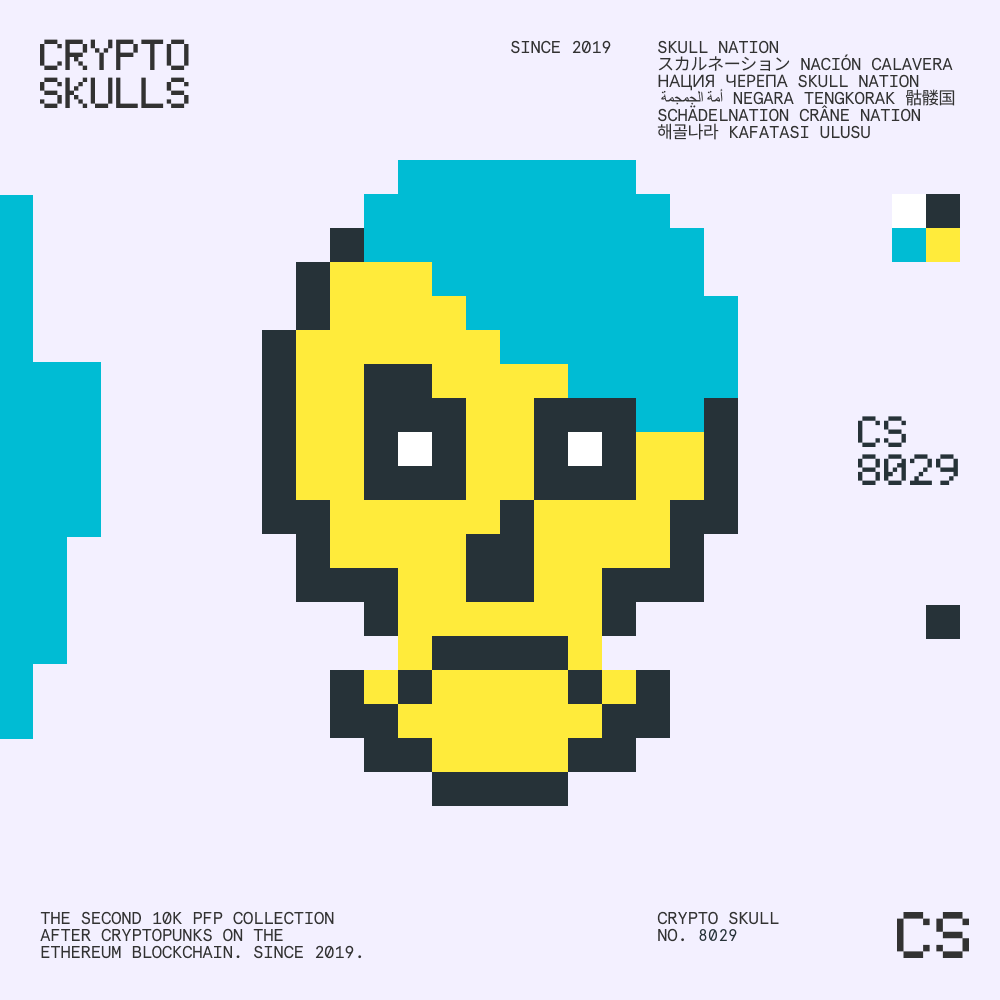 CRYPTO
SKULLS
SINCE 2019
SKULL NATION
スカルネーション NACIÓN CALAVERA
НАЦИЯ ЧЕРЕПА SKULL NATION
أمة الجمجمة NEGARA TENGKORAK 骷髅国
SCHÄDELNATION CRÂNE NATION
해골나라 KAFATASI ULUSU
CS
8029
THE SECOND 10K PFP COLLECTION
AFTER CRYPTOPUNKS ON THE
ETHEREUM BLOCKCHAIN. SINCE 2019.
CRYPTO SKULL
NO. 8029
CS